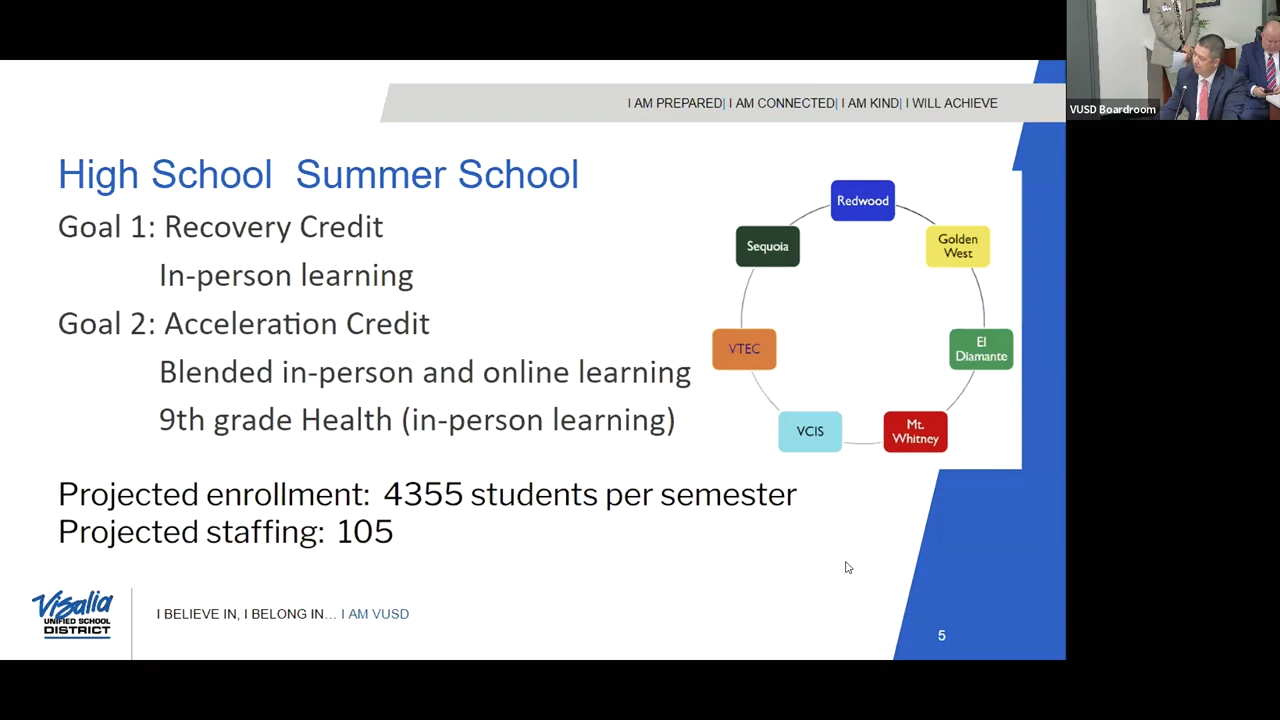 VUSD Boardroom
I AM PREPARED| I AM CONNECTED| I AM KIND| I WILL ACHIEVE
High School  Summer School
Goal 1: Recovery Credit
In-person learning
Goal 2: Acceleration Credit
Blended in-person and online learning
9th grade Health (in-person learning)
Redwood
Golden
West
El
Diamante
Mt.
Whitney
VCIS
VTEC
Sequoia
Projected enrollment:  4355 students per semester
Projected staffing:  105
Visalia
UNIFIED SCHOOL
DISTRICT
I BELIEVE IN, I BELONG IN... I AM VUSD
5